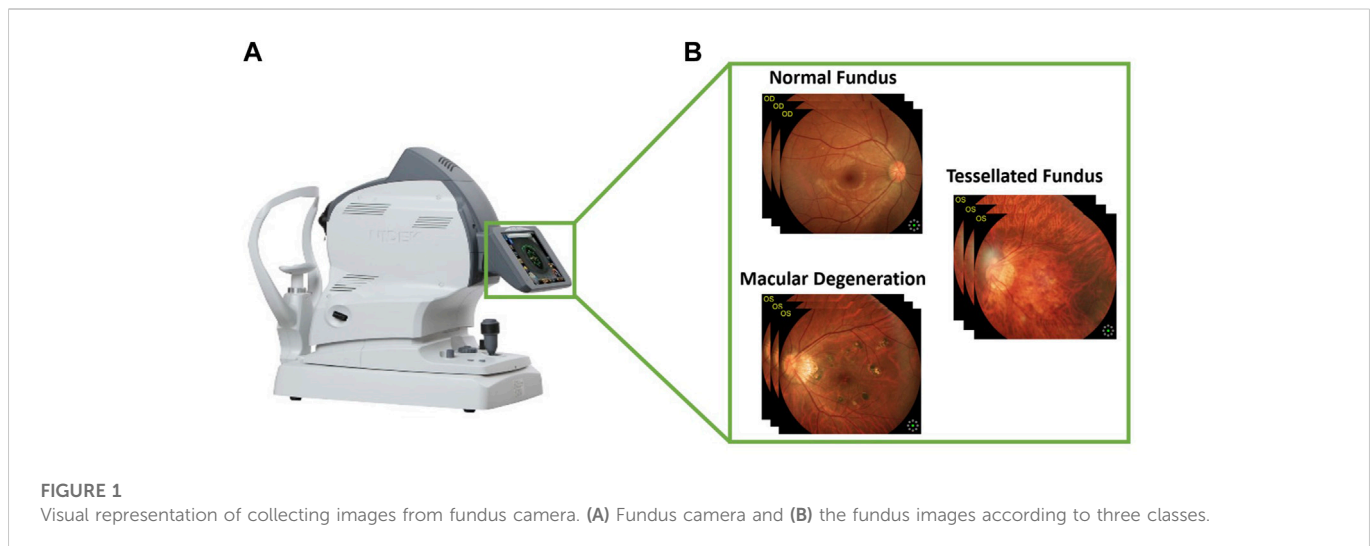 A
B
Normal Fundus
OD
OD
OD
Tessellated Fundus
OS
OS
OS
Macular Degeneration
OS
OS
OS
NIDEK
FIGURE 1
Visual representation of collecting images from fundus camera. (A) Fundus camera and (B) the fundus images according to three classes.